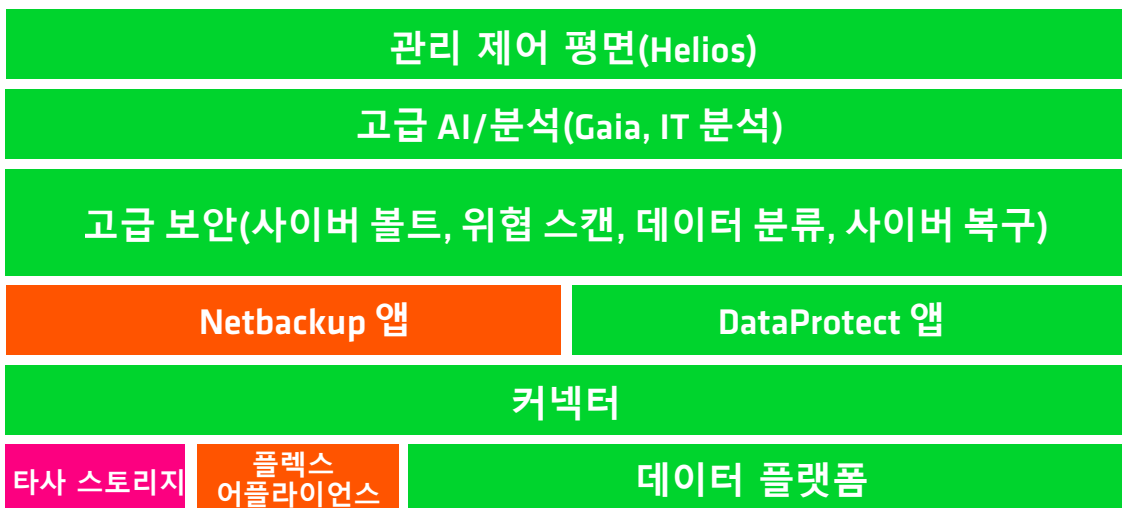 관리 제어 평면(Helios)
고급 AI/분석(Gaia, IT 분석)
고급 보안(사이버 볼트, 위협 스캔, 데이터 분류, 사이버 복구)
Netbackup 앱
DataProtect 앱
커넥터
타사 스토리지
플렉스
어플라이언스
데이터 플랫폼